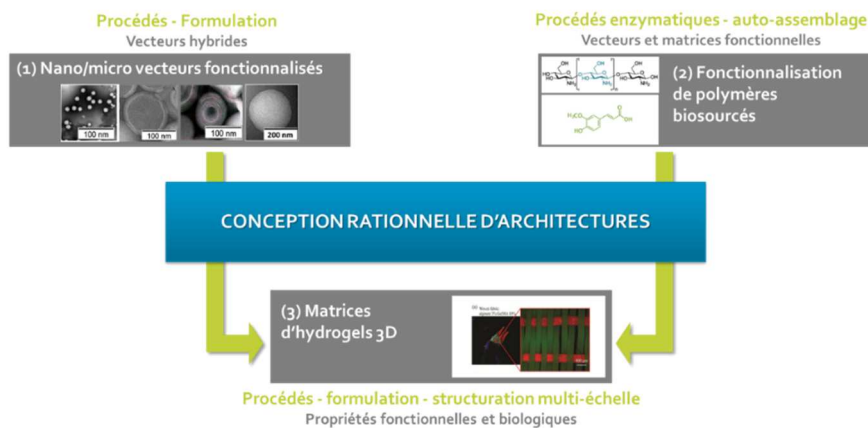 Procédés - Formulation
Vecteurs hybrides
(1) Nano/micro vecteurs fonctionnalisés
100 nm
100 nm
100 nm
200 nm
Procédés enzymatiques - auto-assemblage
Vecteurs et matrices fonctionnelles
(2) Fonctionnalisation
de polymères
biosourcés
CONCEPTION RATIONNELLE D'ARCHITECTURES
(3) Matrices
d'hydrogels 3D
Procédés - formulation - structuration multi-échelle
Propriétés fonctionnelles et biologiques